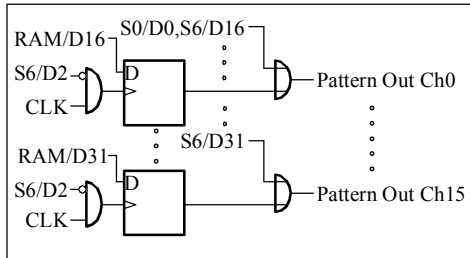 S0/D0,S6/D16
RAM/D16
S6/D2
D
CLK
Pattern Out Ch0
S6/D31
RAM/D31
S6/D2
D
CLK
Pattern Out Ch15